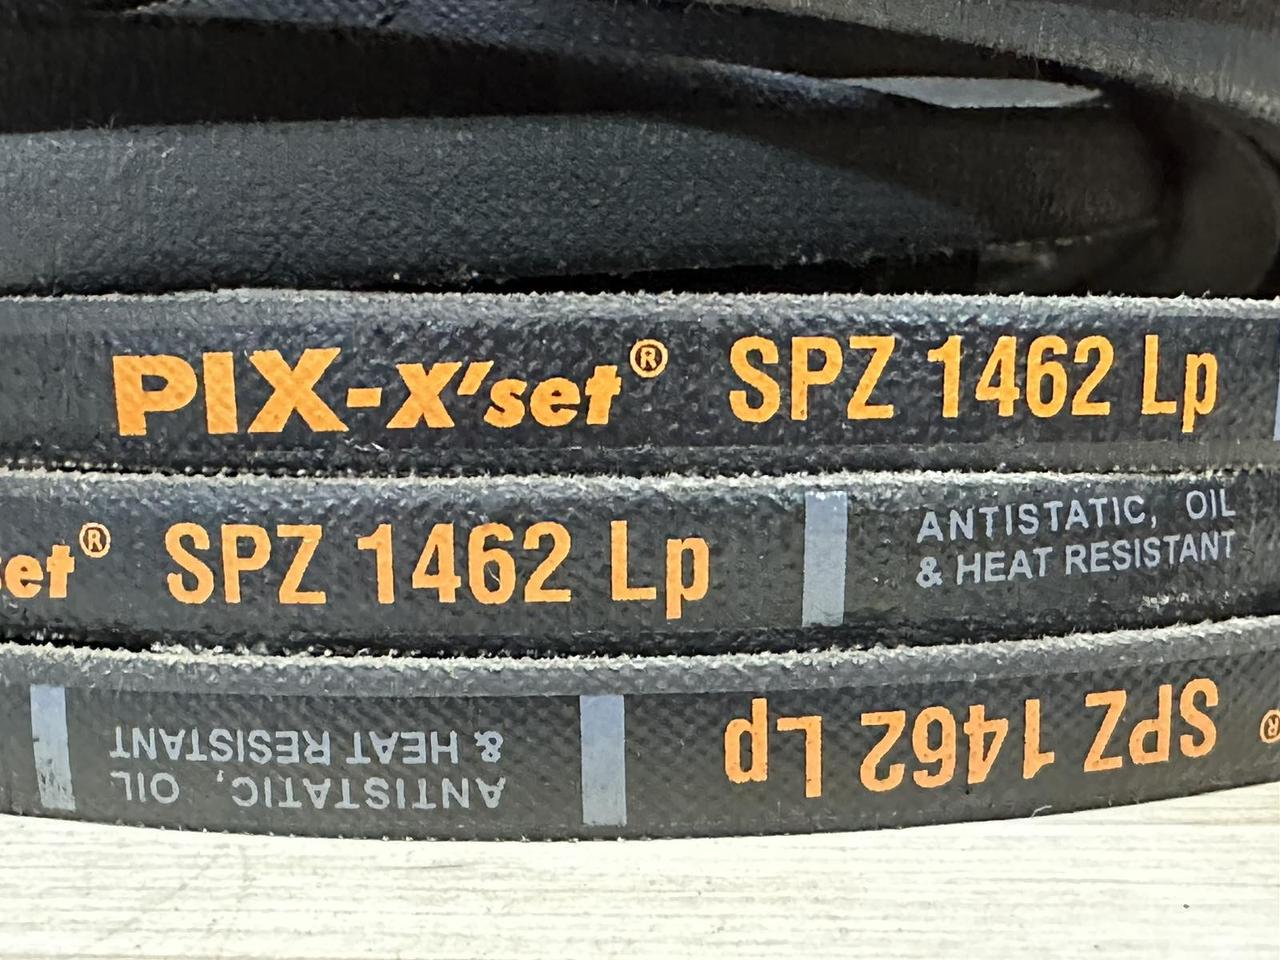 PIX-X'set® SPZ 1462 Lp
set® SPZ 1462 Lp
ANTISTATIC, OIL
& HEAT RESISTANT
® SPZ 1462 Lp
ANTISTATIC, OIL
& HEAT RESISTANT